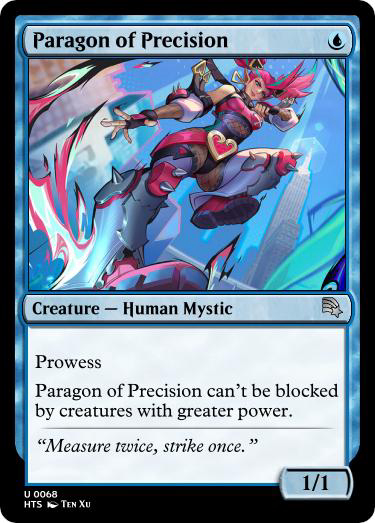 Paragon of Precision
Creature — Human Mystic
Prowess
Paragon of Precision can't be blocked
by creatures with greater power.
“Measure twice, strike once.”
1/1
U 0068
HTS Ten Xu